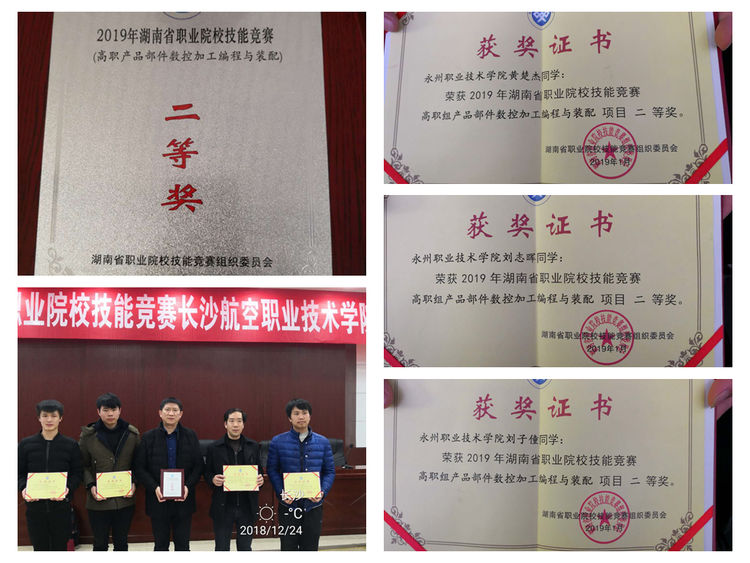 2019年湖南省职业院校技能竞赛
(高职产品部件数控加工编程与装配)
二
等
奖
湖南省职业院校技能竞赛组织委员会
业院校技能竞赛长沙航空职业技术学院
长沙
-°C
2018/12/24
获奖证书
永州职业技术学院黄楚杰同学：
荣获2019年湖南省职业院校技能竞赛
高职组产品部件数控加工编程与装配 项目 二 等奖。
湖南省职业院校技能竞赛组织委员会
2019年1月
获奖证书
永州职业技术学院刘志晖同学：
荣获2019年湖南省职业院校技能竞赛
高职组产品部件数控加工编程与装配 项目 二 等奖。
湖南省职业院校技能竞赛组织委员会
2019年1月
获奖证书
永州职业技术学院刘子僮同学：
荣获2019年湖南省职业院校技能竞赛
高职组产品部件数控加工编程与装配 项目 二 等奖。
湖南省职业院校技能竞赛组织委员会
2019年1月